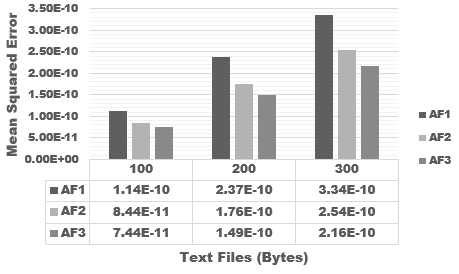 Mean Squared Error
3.50E-10
3.00E-10
2.50E-10
2.00E-10
1.50E-10
1.00E-10
5.00E-11
0.00E+00
100 200 300
AF1 1.14E-10 2.37E-10 3.34E-10
AF2 8.44E-11 1.76E-10 2.54E-10
AF3 7.44E-11 1.49E-10 2.16E-10
Text Files (Bytes)
AF1
AF2
AF3